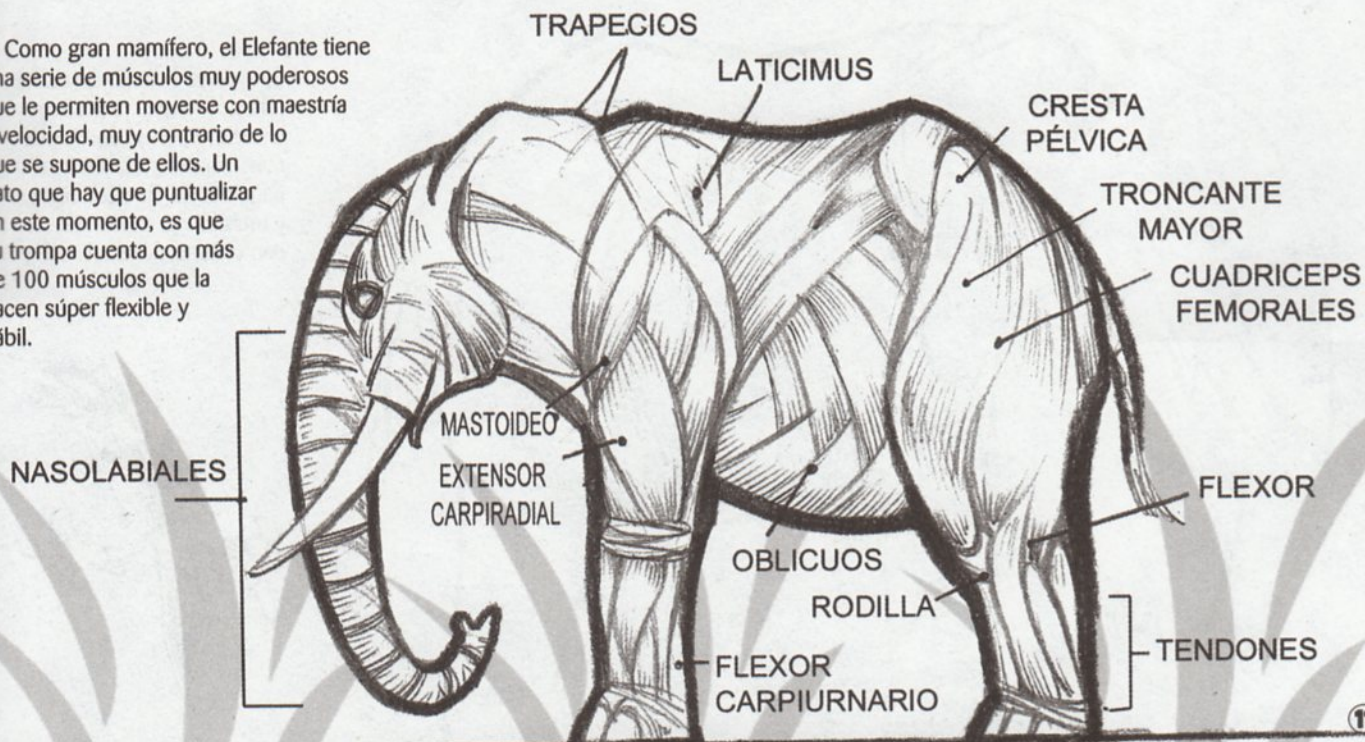 Como gran mamífero, el Elefante tiene
na serie de músculos muy poderosos
ue le permiten moverse con maestría
velocidad, muy contrario de lo
ue se supone de ellos. Un
ato que hay que puntualizar
n este momento, es que
trompa cuenta con más
e 100 músculos que la
acen súper flexible y
ábil.
TRAPECIOS
LATICIMUS
CRESTA
PÉLVICA
TRONCANTE
MAYOR
CUADRICEPS
FEMORALES
MASTOIDEO
EXTENSOR
CARPIRADIAL
NASOLABIALES
FLEXOR
OBLICUOS
RODILLA
TENDONES
FLEXOR
CARPIURNARIO